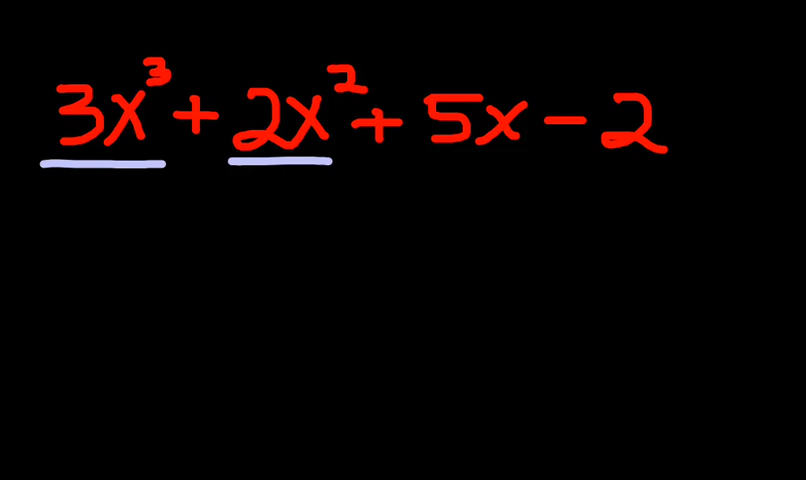 3x³ + 2x² + 5x - 2